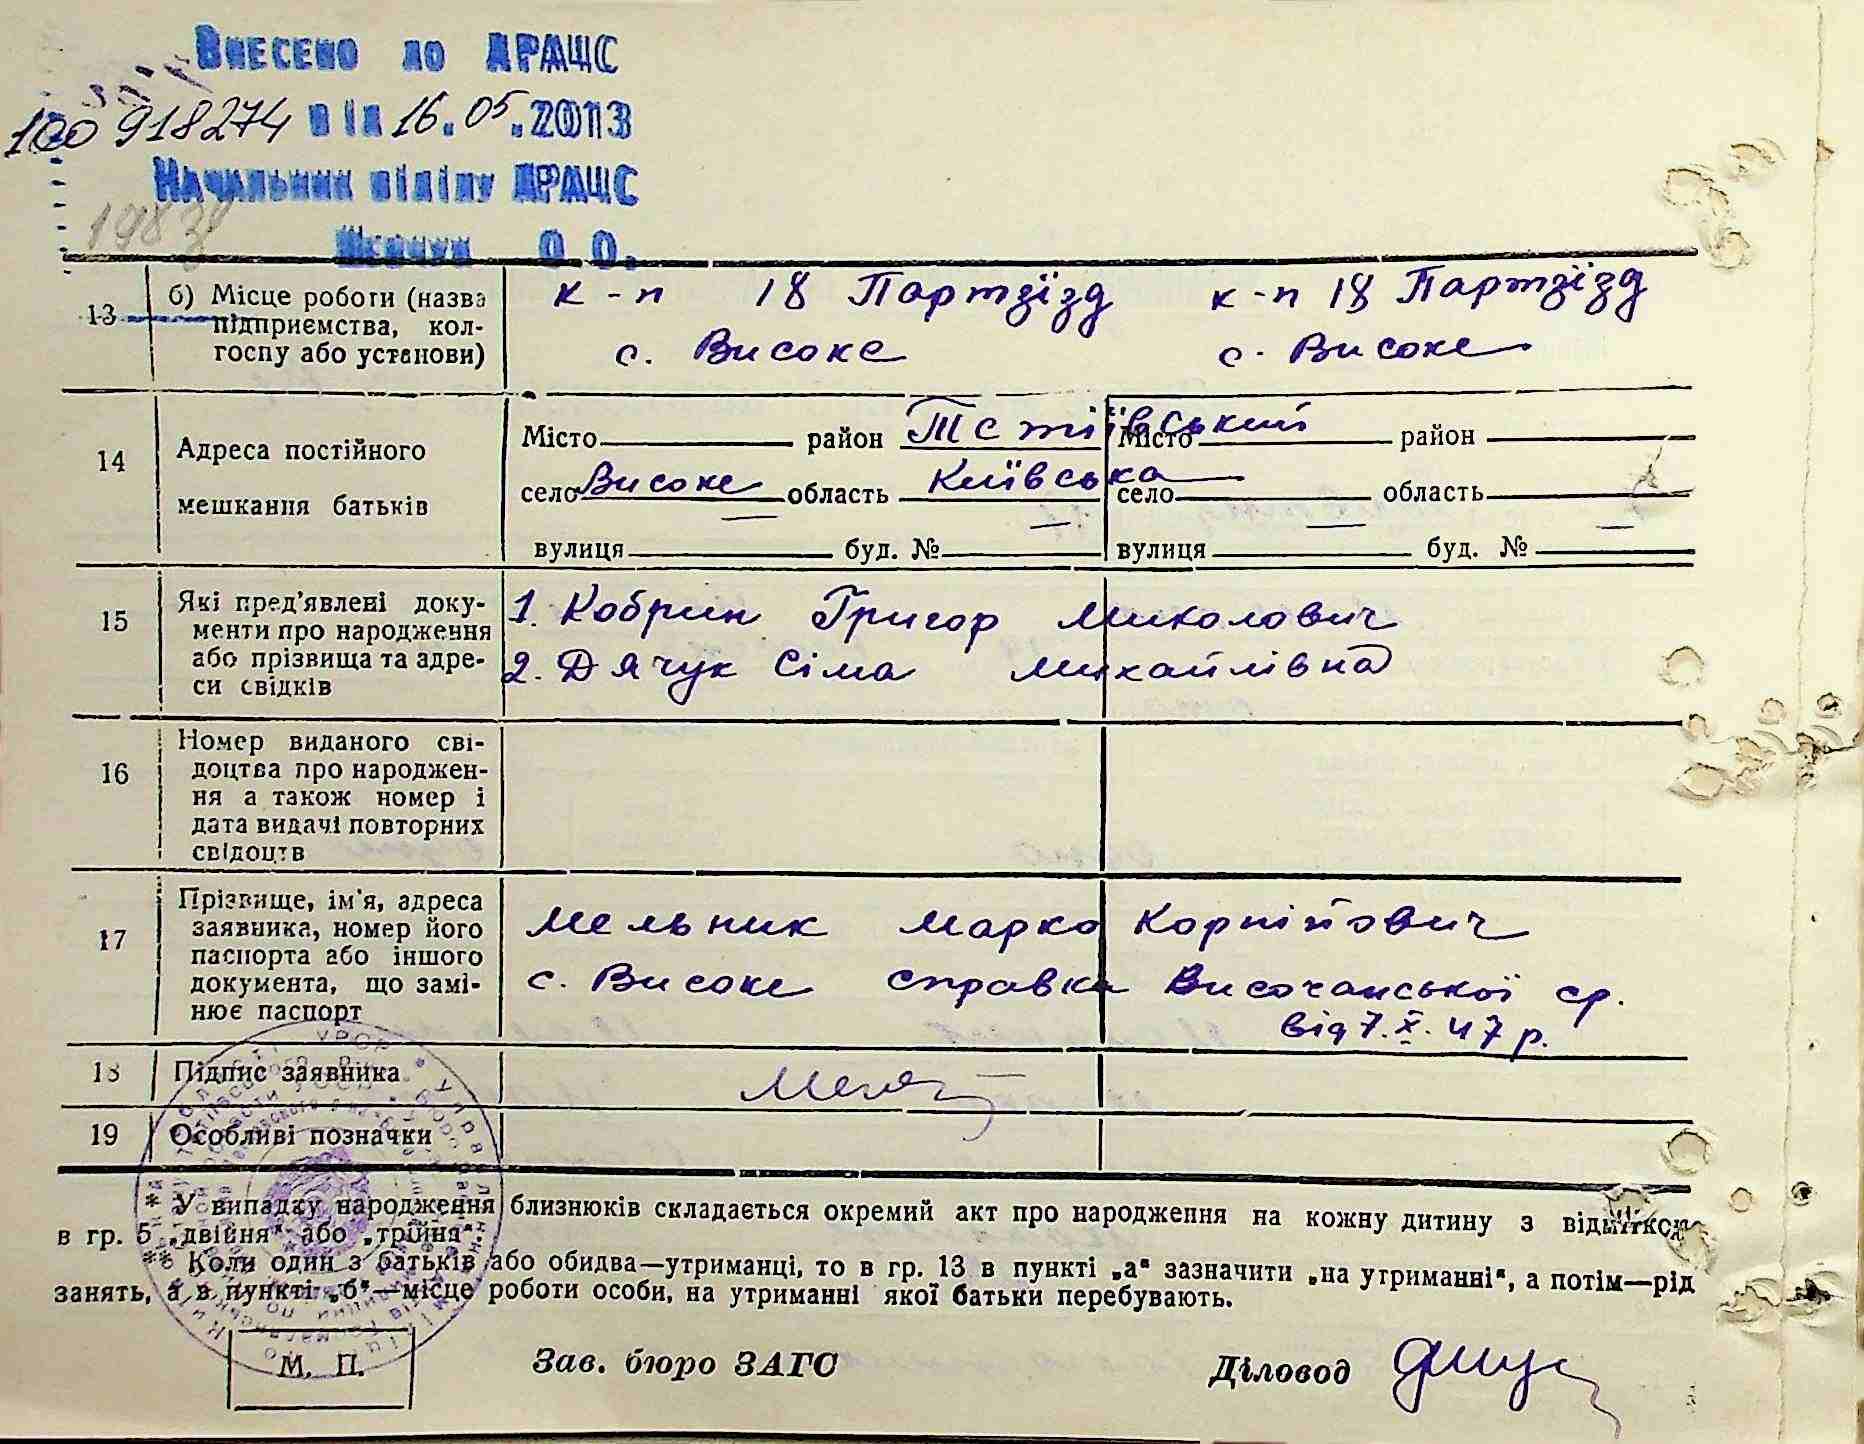 Внесено до ДРАЦС
100 918274 від 16.05.2013
Начальник відділу ДРАЦС
О. О.
1983
13 б) Місце роботи (назва підприємства, колгоспу або установи)
к-п 18 Партзїзд к-п 18 Партзїзд
с. Високе с. Високе
14 Адреса постійного мешкання батьків
Місто район Тетіївський Місто район
село Високе область Київська село область
вулиця — буд. № — вулиця — буд. № —
15 Які пред'явлені документи про народження або прізвища та адреси свідків
1. Кобрин Григор Миколович
2. Дячук Сіма Михайлівна
16 Номер виданого свідоцтва про народження а також номер і дата видачі повторних свідоцтв
17 Прізвище, ім'я, адреса заявника, номер його паспорта або іншого документа, що замінює паспорт
Мельник Марко Корнійович
с. Високе справка Височанської ср.
від 7.X.47 р.
18 Підпис заявника
19 Особливі позначки
* У випадку народження близнюків складається окремий акт про народження на кожну дитину з відміткою
в гр. 5 „двійня" або „трійня".
** Коли один з батьків або обидва—утриманці, то в гр. 13 в пункті „а" зазначити „на утриманні", а потім—рід
занять, а в пункті „б"—місце роботи особи, на утриманні якої батьки перебувають.
М. П. Зав. бюро ЗАГС Діловод